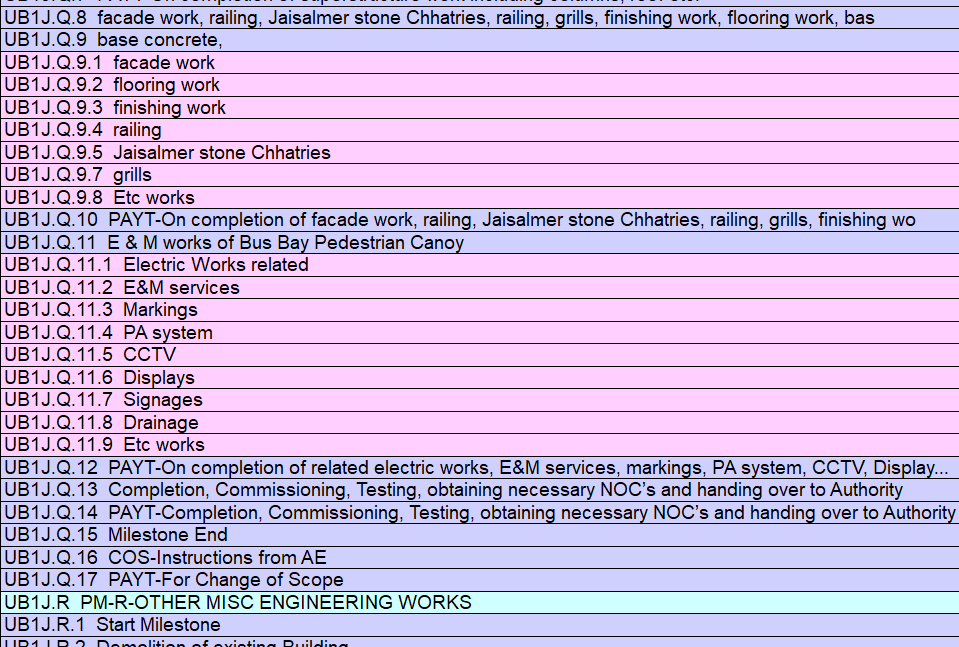 UB1J.Q.8 facade work, railing, Jaisalmer stone Chhatries, railing, grills, finishing work, flooring work, bas
UB1J.Q.9 base concrete,
UB1J.Q.9.1 facade work
UB1J.Q.9.2 flooring work
UB1J.Q.9.3 finishing work
UB1J.Q.9.4 railing
UB1J.Q.9.5 Jaisalmer stone Chhatries
UB1J.Q.9.7 grills
UB1J.Q.9.8 Etc works
UB1J.Q.10 PAYT-On completion of facade work, railing, Jaisalmer stone Chhatries, railing, grills, finishing wo
UB1J.Q.11 E & M works of Bus Bay Pedestrian Canoy
UB1J.Q.11.1 Electric Works related
UB1J.Q.11.2 E&M services
UB1J.Q.11.3 Markings
UB1J.Q.11.4 PA system
UB1J.Q.11.5 CCTV
UB1J.Q.11.6 Displays
UB1J.Q.11.7 Signages
UB1J.Q.11.8 Drainage
UB1J.Q.11.9 Etc works
UB1J.Q.12 PAYT-On completion of related electric works, E&M services, markings, PA system, CCTV, Display...
UB1J.Q.13 Completion, Commissioning, Testing, obtaining necessary NOC’s and handing over to Authority
UB1J.Q.14 PAYT-Completion, Commissioning, Testing, obtaining necessary NOC’s and handing over to Authority
UB1J.Q.15 Milestone End
UB1J.Q.16 COS-Instructions from AE
UB1J.Q.17 PAYT-For Change of Scope
UB1J.R PM-R-OTHER MISC ENGINEERING WORKS
UB1J.R.1 Start Milestone
UB1J.R.2 Demolition of existing Building